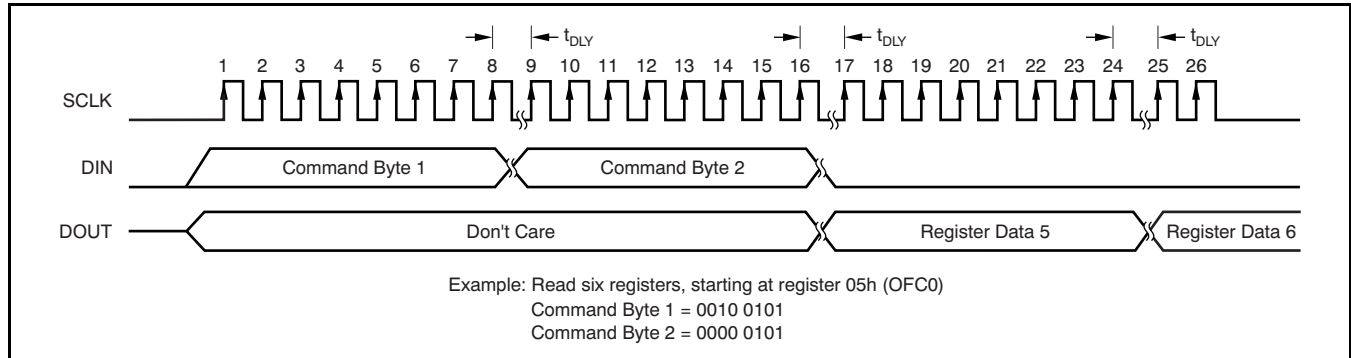 tDLY tDLY tDLY
1 2 3 4 5 6 7 8 9 10 11 12 13 14 15 16 17 18 19 20 21 22 23 24 25 26
SCLK
DIN Command Byte 1 Command Byte 2
DOUT Don't Care Register Data 5 Register Data 6
Example: Read six registers, starting at register 05h (OFC0)
Command Byte 1 = 0010 0101
Command Byte 2 = 0000 0101